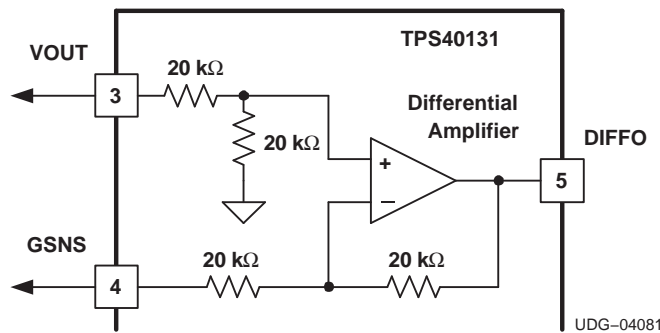 TPS40131
VOUT
3
20 kΩ
20 kΩ
Differential
Amplifier
DIFFO
+
−
5
GSNS
4
20 kΩ
20 kΩ
UDG−04081